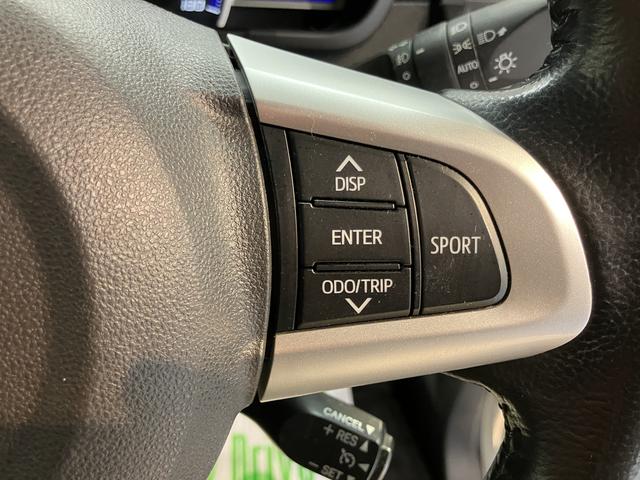 AUTO
DISP
ENTER
SPORT
ODO/TRIP
CANCEL
+ RES
- SET